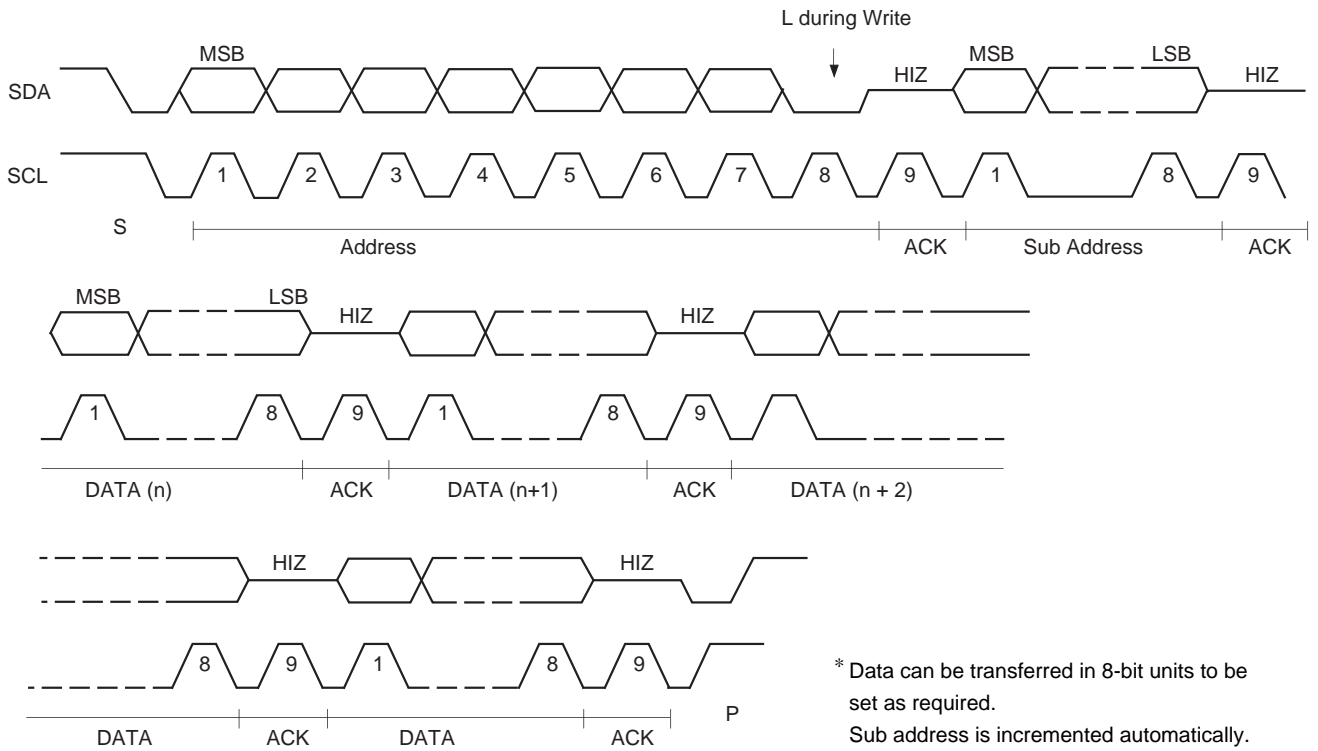 L during Write
MSB HIZ MSB LSB HIZ
SDA
SCL 1 2 3 4 5 6 7 8 9 1 8 9
S
Address ACK Sub Address ACK
MSB LSB HIZ HIZ
1 8 9 1 8 9
DATA (n) ACK DATA (n+1) ACK DATA (n + 2)
HIZ HIZ
8 9 1 8 9
P
DATA ACK DATA ACK
* Data can be transferred in 8-bit units to be
set as required.
Sub address is incremented automatically.